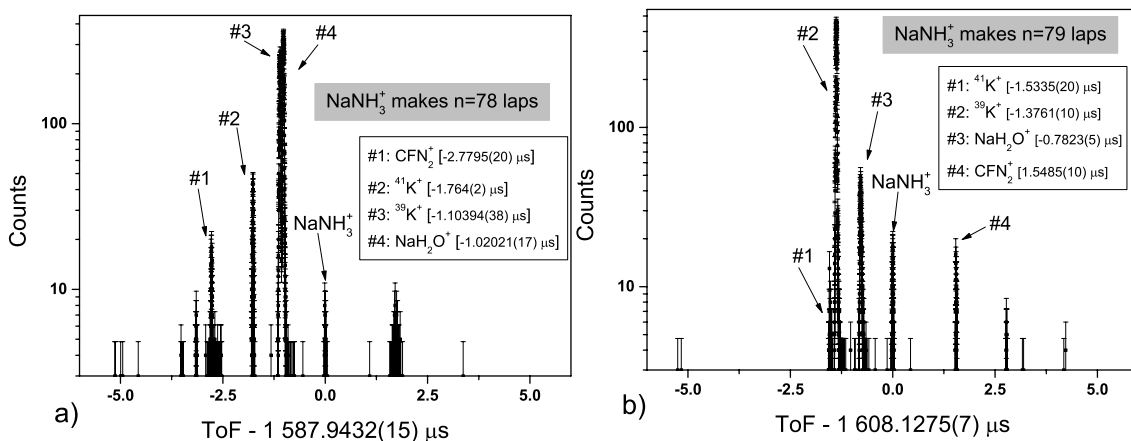 #3
#4
NaNH₃⁺ makes n=78 laps
#2
#1
#1: CFN₂⁺ [-2.7795(20) µs]
#2: ⁴¹K⁺ [-1.764(2) µs]
#3: ³⁹K⁺ [-1.10394(38) µs]
#4: NaH₂O⁺ [-1.02021(17) µs]
NaNH₃⁺
Counts
100
10
-5.0 -2.5 0.0 2.5 5.0
a)
ToF - 1 587.9432(15) µs
NaNH₃⁺ makes n=79 laps
#2
#1: ⁴¹K⁺ [-1.5335(20) µs]
#2: ³⁹K⁺ [-1.3761(10) µs]
#3: NaH₂O⁺ [-0.7823(5) µs]
#4: CFN₂⁺ [1.5485(10) µs]
#3
NaNH₃⁺
#4
#1
Counts
100
10
-5.0 -2.5 0.0 2.5 5.0
b)
ToF - 1 608.1275(7) µs